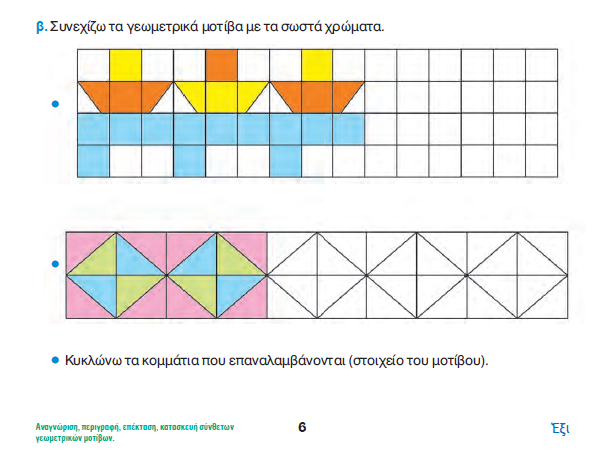 β. Συνεχίζω τα γεωμετρικά μοτίβα με τα σωστά χρώματα.
Κυκλώνω τα κομμάτια που επαναλαμβάνονται (στοιχείο του μοτίβου).
Αναγνώριση, περιγραφή, επέκταση, κατασκευή σύνθετων
γεωμετρικών μοτίβων.
6
Έξι